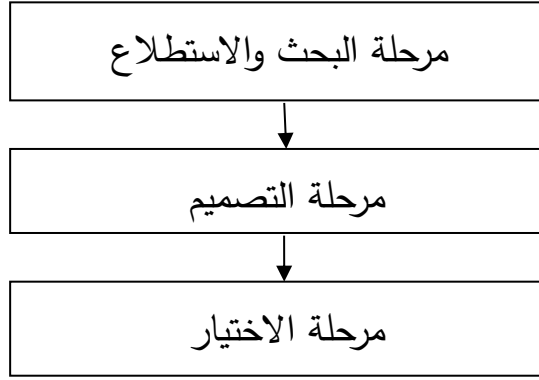 مرحلة البحث والاستطلاع
مرحلة التصميم
مرحلة الاختيار